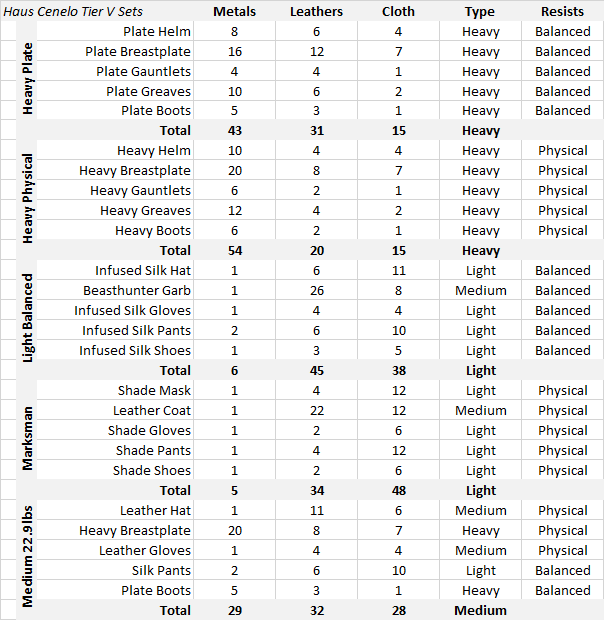 Haus Cenelo Tier V Sets Metals Leathers Cloth Type Resists
Heavy Plate
Plate Helm 8 6 4 Heavy Balanced
Plate Breastplate 16 12 7 Heavy Balanced
Plate Gauntlets 4 4 1 Heavy Balanced
Plate Greaves 10 6 2 Heavy Balanced
Plate Boots 5 3 1 Heavy Balanced
Total 43 31 15 Heavy
Heavy Physical
Heavy Helm 10 4 4 Heavy Physical
Heavy Breastplate 20 8 7 Heavy Physical
Heavy Gauntlets 6 2 1 Heavy Physical
Heavy Greaves 12 4 2 Heavy Physical
Heavy Boots 6 2 1 Heavy Physical
Total 54 20 15 Heavy
Light Balanced
Infused Silk Hat 1 6 11 Light Balanced
Beasthunter Garb 1 26 8 Medium Balanced
Infused Silk Gloves 1 4 4 Light Balanced
Infused Silk Pants 2 6 10 Light Balanced
Infused Silk Shoes 1 3 5 Light Balanced
Total 6 45 38 Light
Marksman
Shade Mask 1 4 12 Light Physical
Leather Coat 1 22 12 Medium Physical
Shade Gloves 1 2 6 Light Physical
Shade Pants 1 4 12 Light Physical
Shade Shoes 1 2 6 Light Physical
Total 5 34 48 Light
Medium 22.9lbs
Leather Hat 1 11 6 Medium Physical
Heavy Breastplate 20 8 7 Heavy Physical
Leather Gloves 1 4 4 Medium Physical
Silk Pants 2 6 10 Light Balanced
Plate Boots 5 3 1 Heavy Balanced
Total 29 32 28 Medium